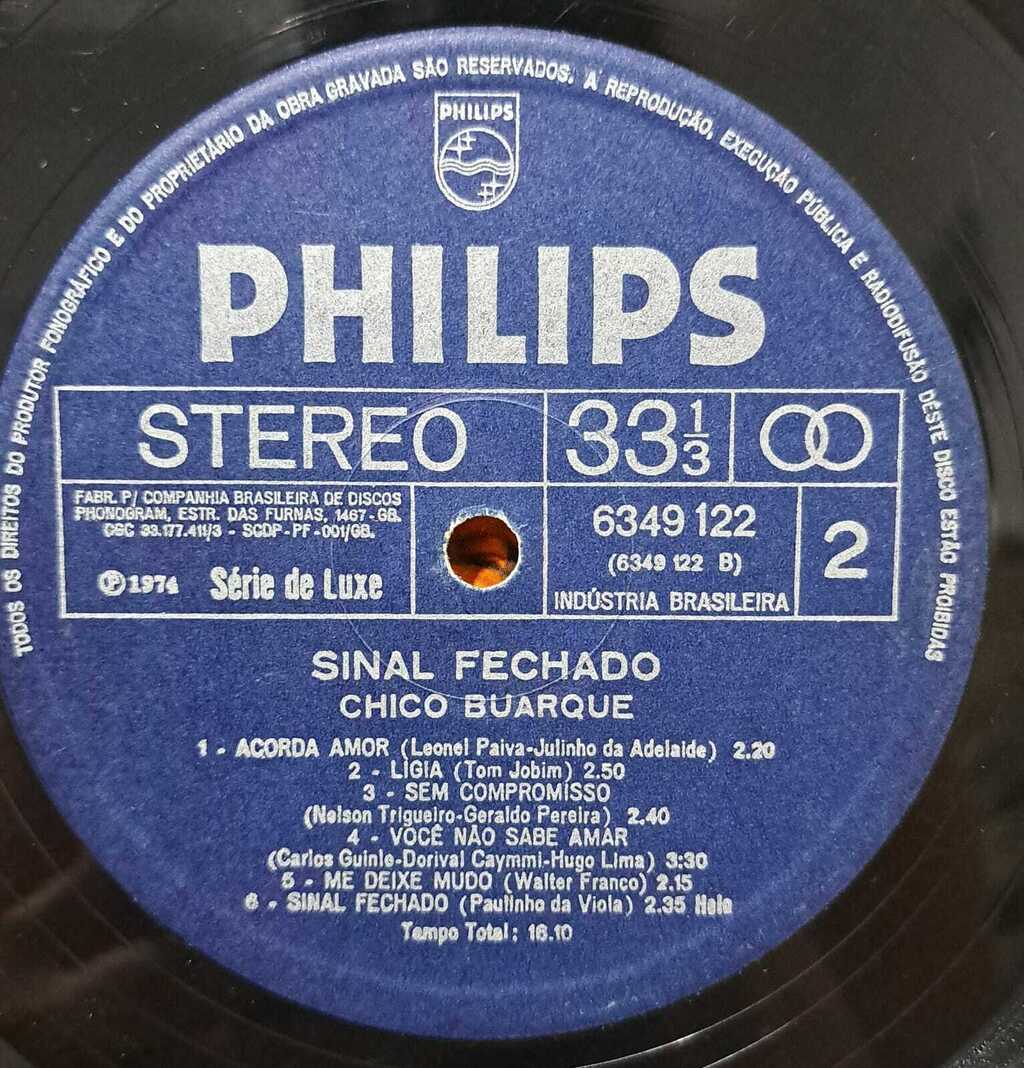 TODOS OS DIREITOS DO PRODUTOR FONOGRÁFICO E DO PROPRIETÁRIO DA OBRA GRAVADA SÃO RESERVADOS. A REPRODUÇÃO, EXECUÇÃO PÚBLICA E RADIODIFUSÃO DÊSTE DISCO ESTÃO PROIBIDAS
PHILIPS
PHILIPS
STEREO 33 1/3
FABR. P/ COMPANHIA BRASILEIRA DE DISCOS
PHONOGRAM, ESTR. DAS FURNAS, 1467-GB.
CGC 33.177.411/3 - SCDP-PF-001/GB.
Ⓟ1974 Série de Luxe
6349 122
(6349 122 B)
INDÚSTRIA BRASILEIRA
2
SINAL FECHADO
CHICO BUARQUE
1 - ACORDA AMOR (Leonel Paiva-Julinho da Adelaide) 2.20
2 - LÍGIA (Tom Jobim) 2.50
3 - SEM COMPROMISSO
(Nelson Trigueiro-Geraldo Pereira) 2.40
4 - VOCÊ NÃO SABE AMAR
(Carlos Guinle-Dorival Caymmi-Hugo Lima) 3:30
5 - ME DEIXE MUDO (Walter Franco) 2.15
6 - SINAL FECHADO (Paulinho da Viola) 2.35
Tempo Total: 16.10